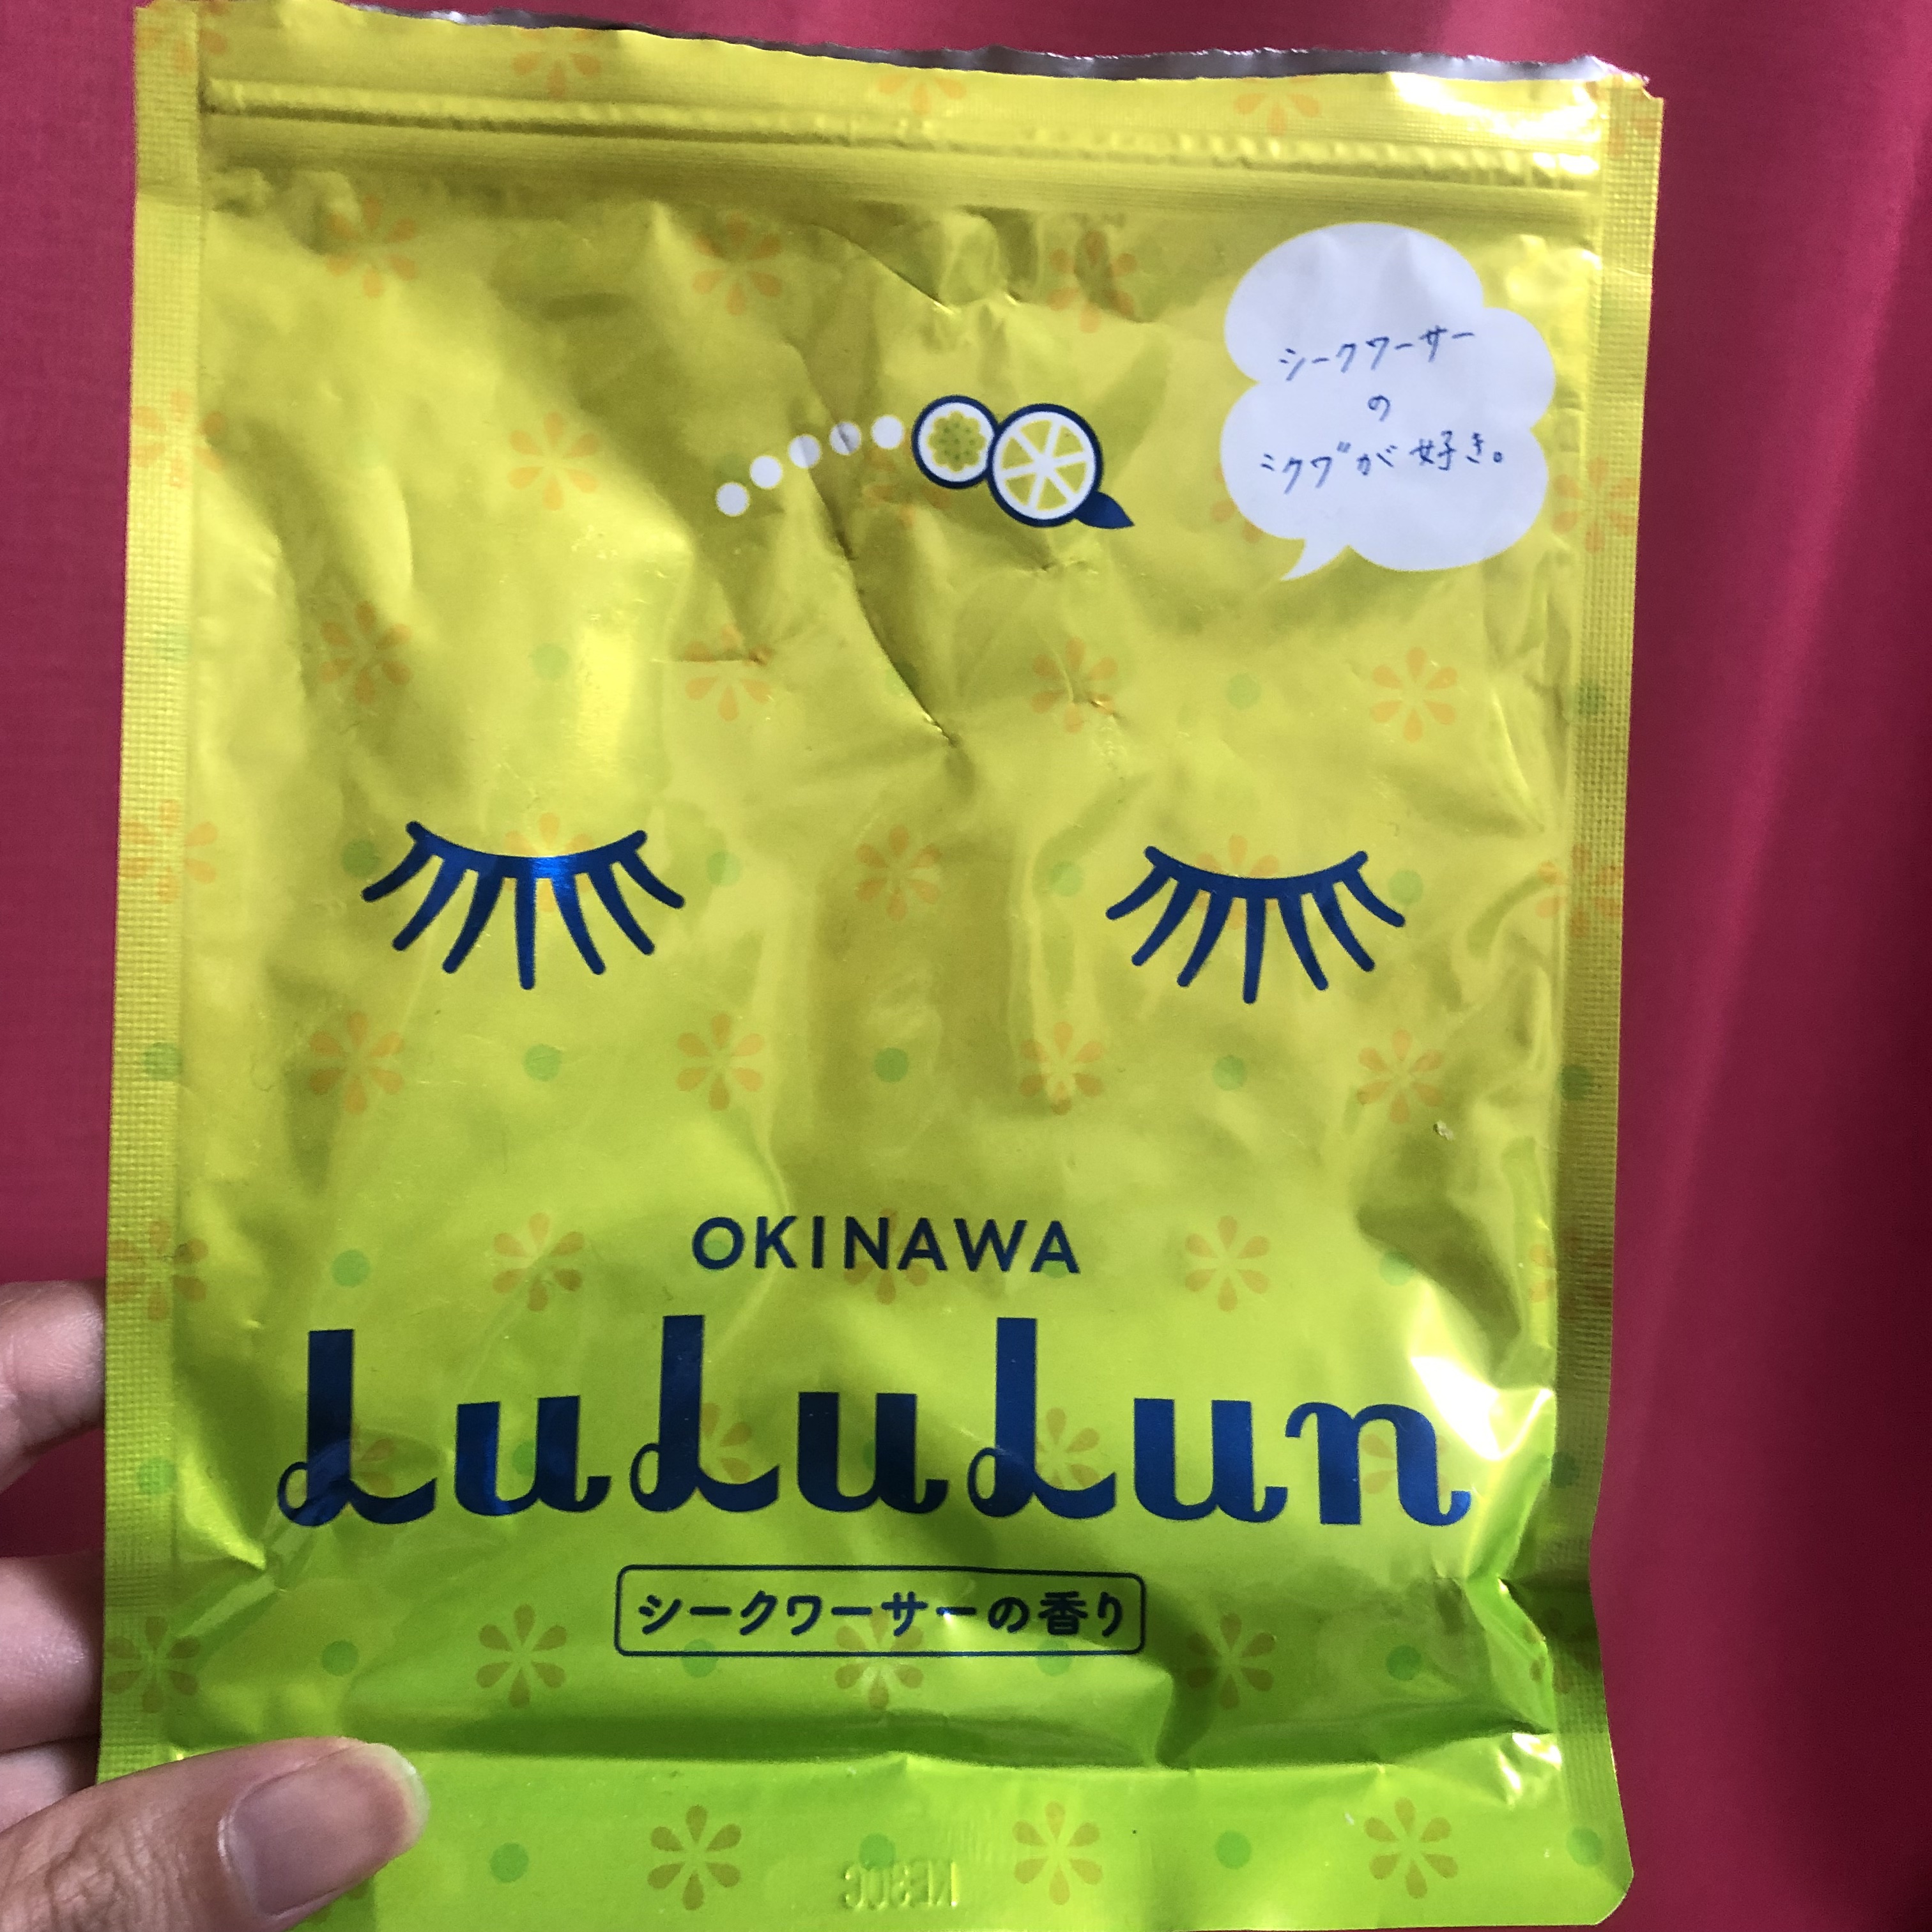 シークワーサー
の
ミクワ゛が好き。
OKINAWA
LuLuLun
シークワーサーの香り